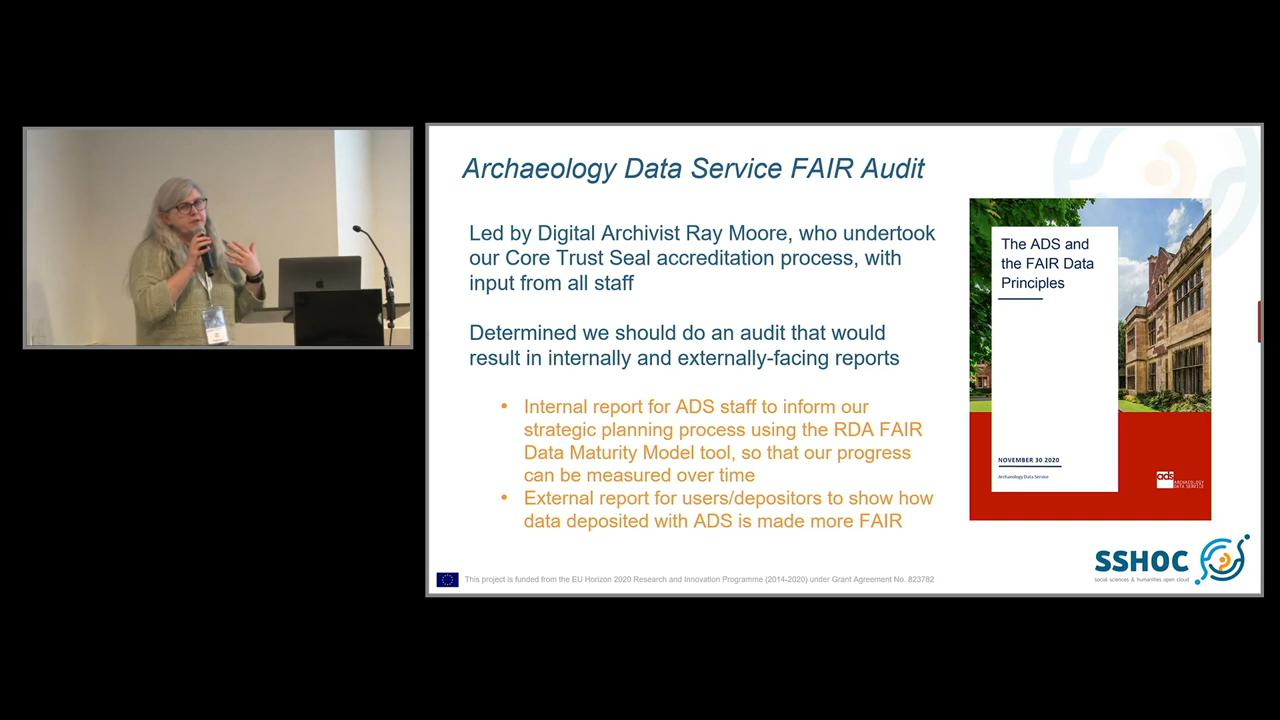 Archaeology Data Service FAIR Audit
Led by Digital Archivist Ray Moore, who undertook
our Core Trust Seal accreditation process, with
input from all staff
Determined we should do an audit that would
result in internally and externally-facing reports
• Internal report for ADS staff to inform our
strategic planning process using the RDA FAIR
Data Maturity Model tool, so that our progress
can be measured over time
• External report for users/depositors to show how
data deposited with ADS is made more FAIR
The ADS and
the FAIR Data
Principles
NOVEMBER 30 2020
Archaeology Data Service
ads
ARCHAEOLOGY
DATA SERVICE
SSHOC
social sciences & humanities open cloud
This project is funded from the EU Horizon 2020 Research and Innovation Programme (2014-2020) under Grant Agreement No. 823782